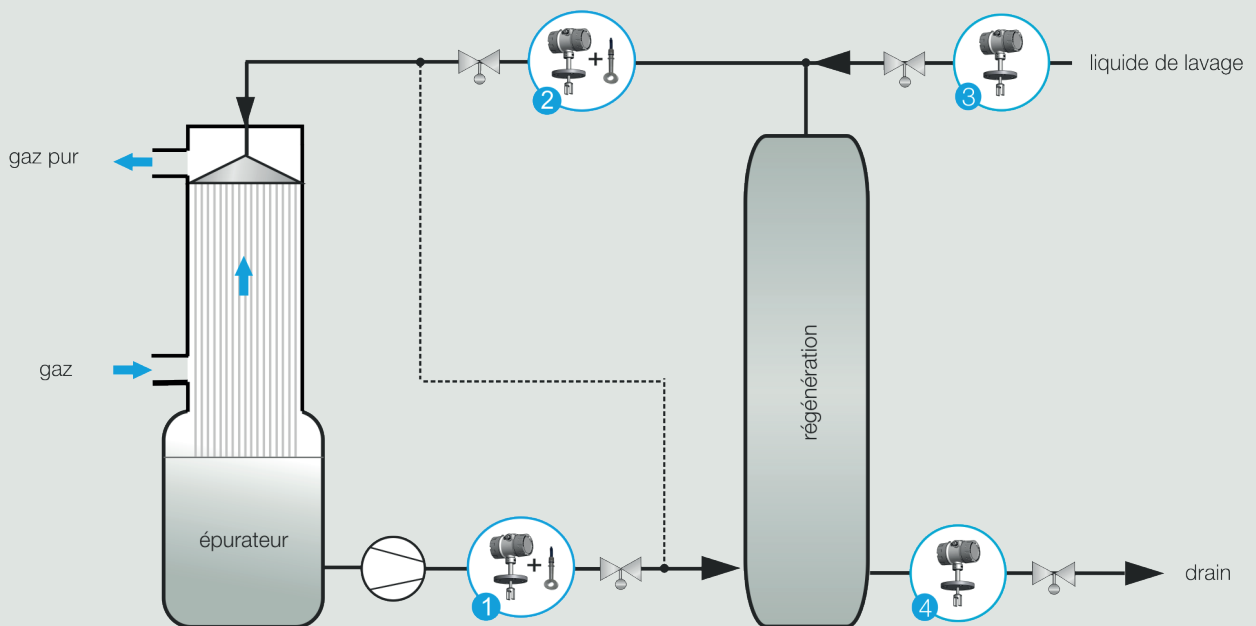 2
3
liquide de lavage
gaz pur
gaz
régénération
épurateur
1
+
4
drain
+